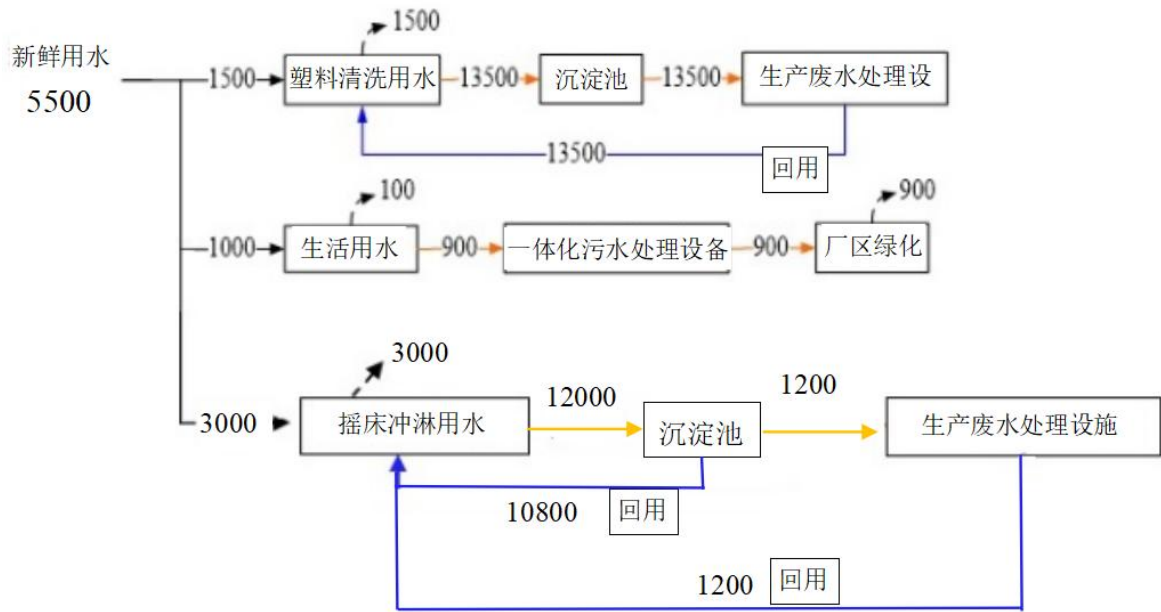 新鲜用水
5500
1500
1500
塑料清洗用水
13500
沉淀池
13500
生产废水处理设
13500
回用
100
1000
生活用水
900
一体化污水处理设备
900
厂区绿化
900
3000
3000
摇床冲淋用水
12000
沉淀池
1200
生产废水处理设施
10800
回用
1200
回用